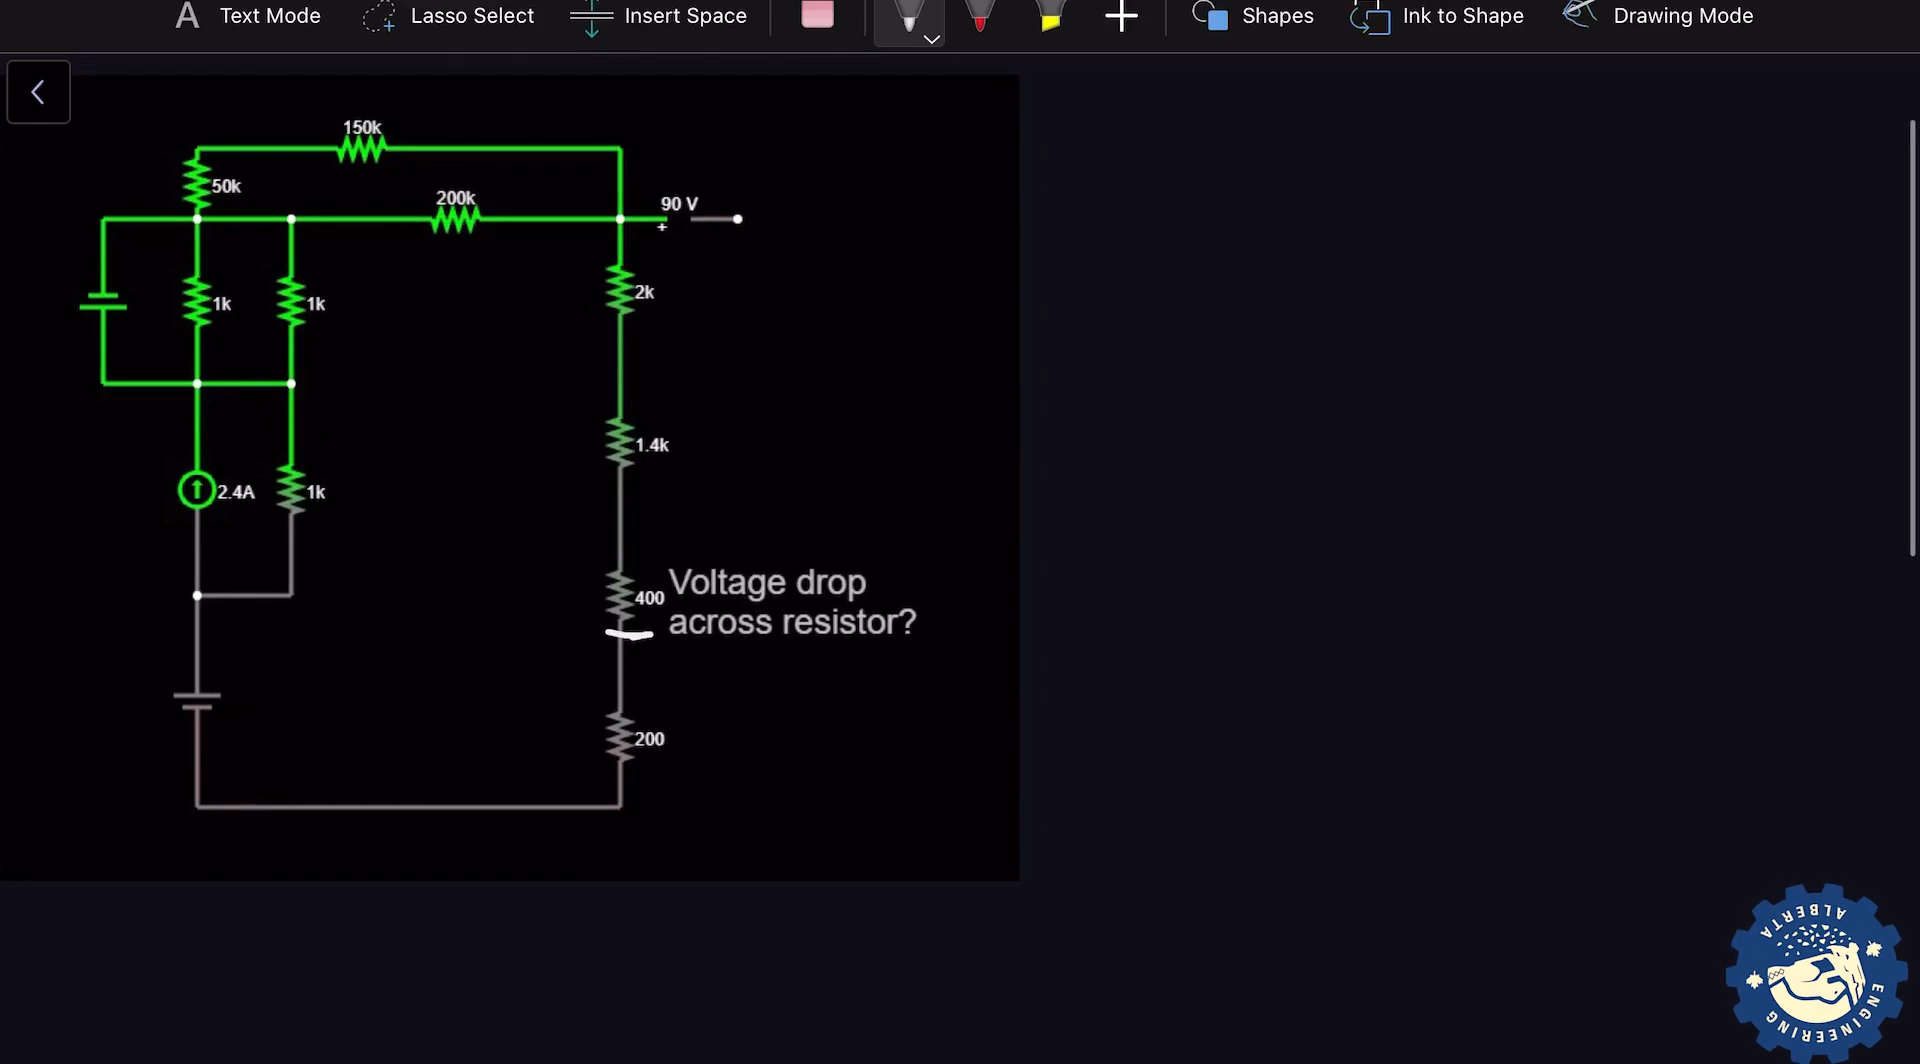 Text Mode
Lasso Select
Insert Space
Shapes
Ink to Shape
Drawing Mode
150k
50k
200k
90 V
+
1k
1k
2k
1.4k
2.4A
1k
Voltage drop
400
across resistor?
200
ALBERTA
ENGINEERING